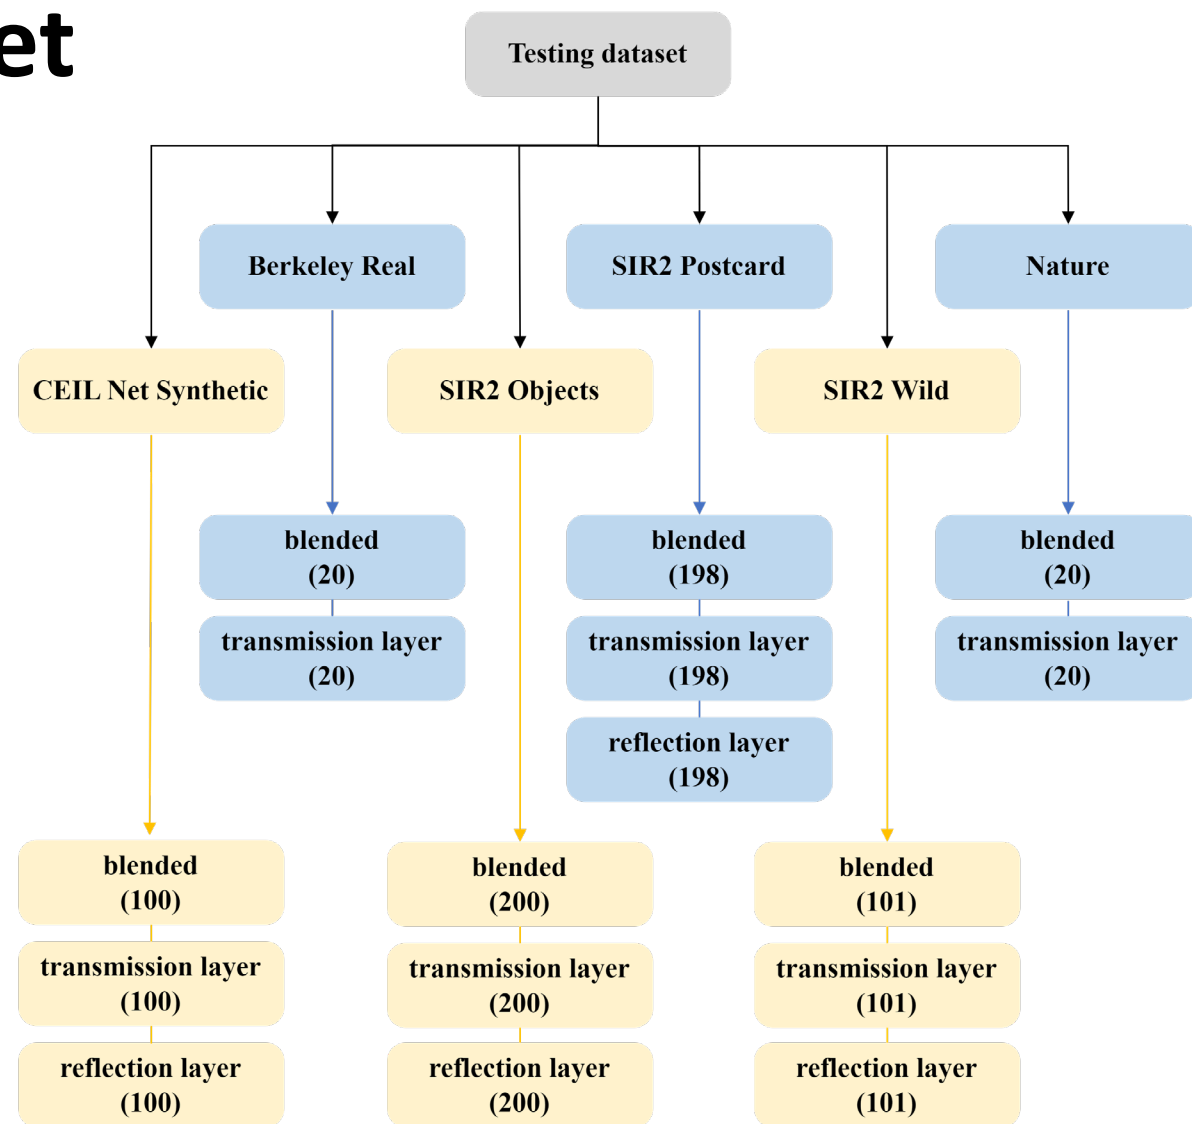 et
Testing dataset
Berkeley Real
SIR2 Postcard
Nature
CEIL Net Synthetic
SIR2 Objects
SIR2 Wild
blended
(20)
transmission layer
(20)
blended
(198)
transmission layer
(198)
reflection layer
(198)
blended
(20)
transmission layer
(20)
blended
(100)
transmission layer
(100)
reflection layer
(100)
blended
(200)
transmission layer
(200)
reflection layer
(200)
blended
(101)
transmission layer
(101)
reflection layer
(101)